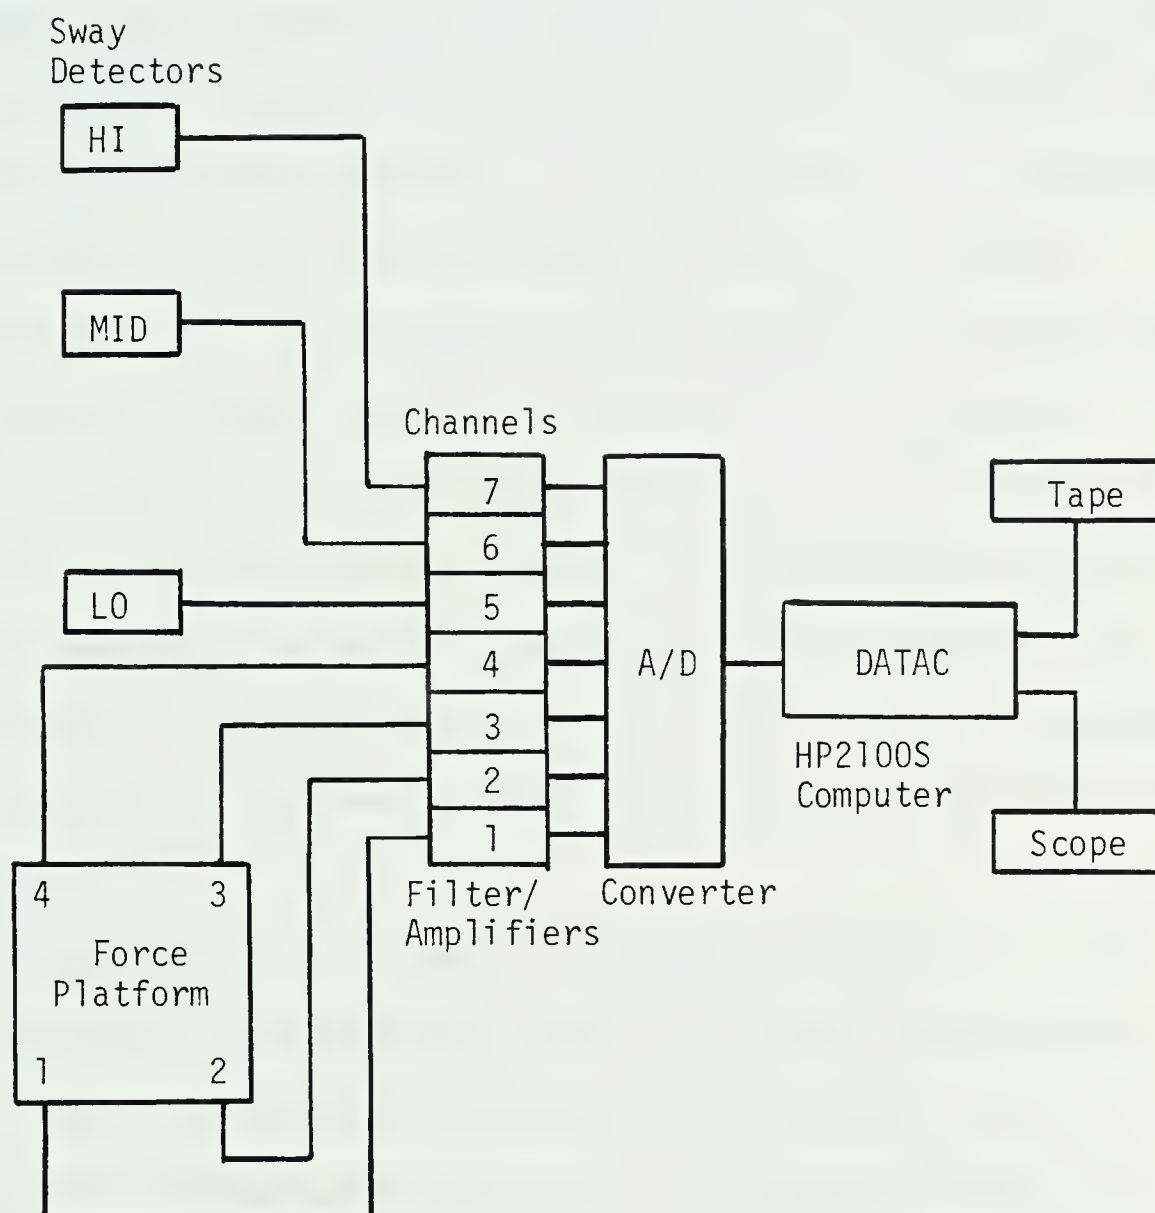 Sway
Detectors
HI
MID
LO
Channels
7
6
5
4
3
2
1
Filter/
Amplifiers
A/D
Converter
DATAC
HP2100S
Computer
Tape
Scope
4 3
Force
Platform
1 2